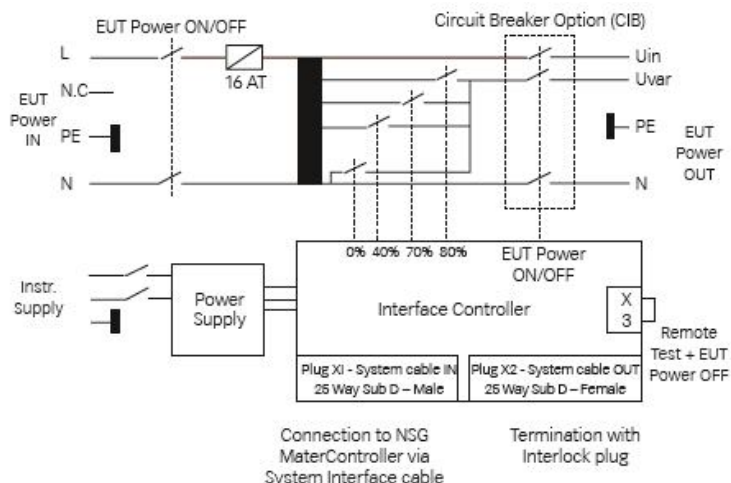 EUT Power ON/OFF
Circuit Breaker Option (CIB)
L
16 AT
Uin
N.C
Uvar
EUT
Power
IN
PE
PE
EUT
Power
OUT
N
N
0% 40% 70% 80%
EUT Power
ON/OFF
Instr.
Supply
Power
Supply
Interface Controller
X
3
Remote
Test + EUT
Power OFF
Plug X1 - System cable IN
25 Way Sub D – Male
Plug X2 - System cable OUT
25 Way Sub D – Female
Connection to NSG
MaterController via
System Interface cable
Termination with
Interlock plug